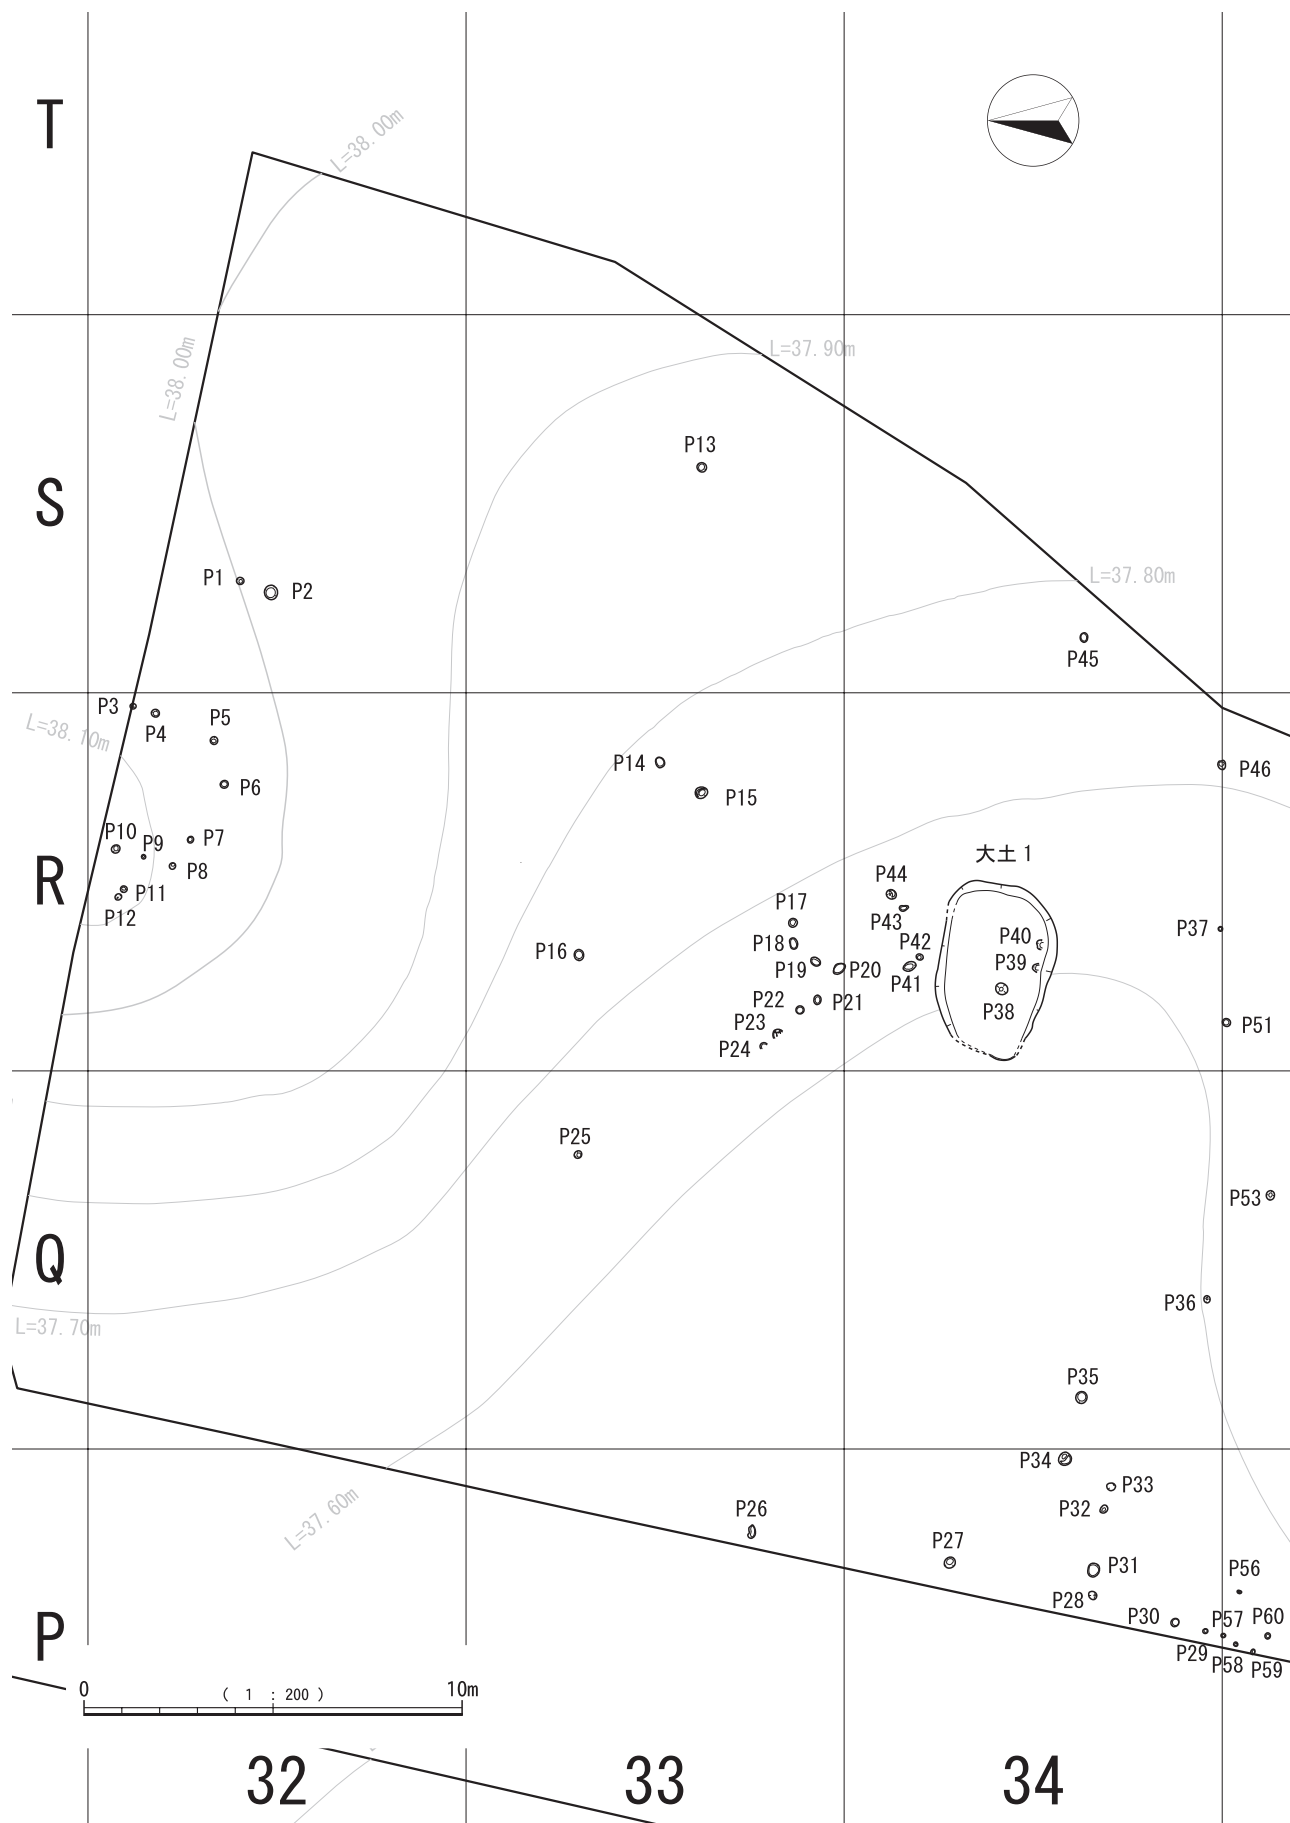 T
L=38.00m
L=38.00m
L=37.90m
P13
S
L=37.80m
P1
P2
P45
P3
P4
P5
L=38.10m
P14
P46
P6
P15
P10
P9
P7
大土1
P8
R
P44
P11
P17
P43
P12
P37
P40
P18
P42
P16
P19
P20
P39
P41
P22
P21
P38
P23
P51
P24
P25
P53
Q
P36
L=37.70m
P35
P34
P33
P26
P32
L=37.60m
P27
P31
P56
P28
P30
P57
P60
P
P29
P58
P59
0
( 1 : 200 )
10m
32
33
34